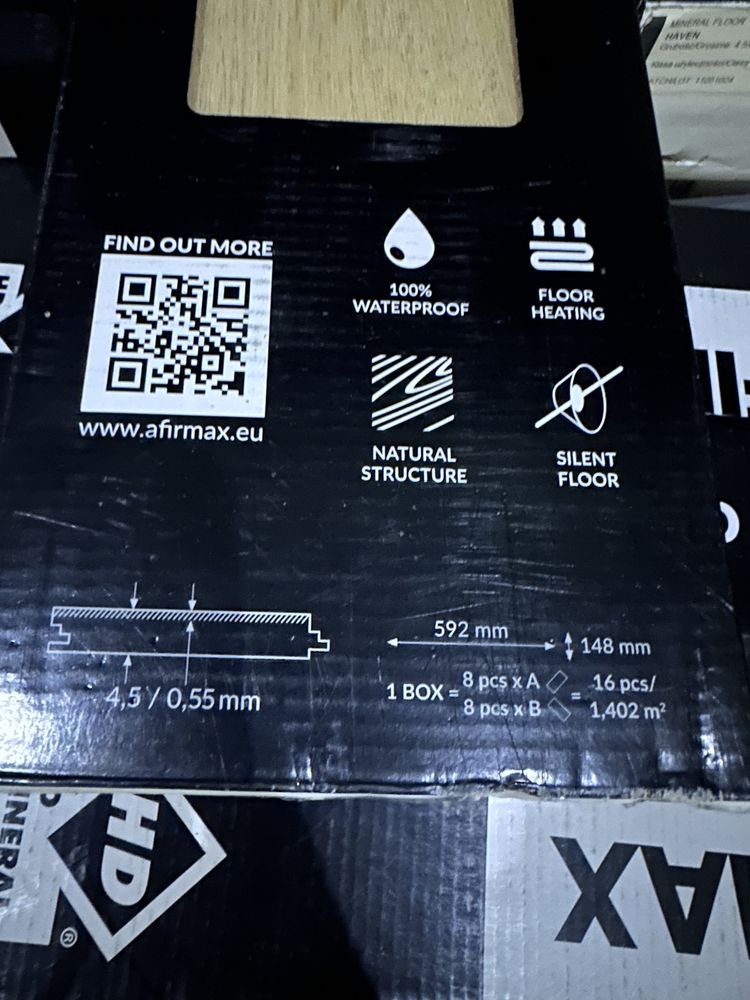 MINERAL FLOOR
HAVEN
FIND OUT MORE
www.afirmax.eu
100%
WATERPROOF
FLOOR
HEATING
NATURAL
STRUCTURE
SILENT
FLOOR
4,5 / 0,55 mm
592 mm
148 mm
1 BOX = 8 pcs x A = 16 pcs/
8 pcs x B 1,402 m²
HD
®